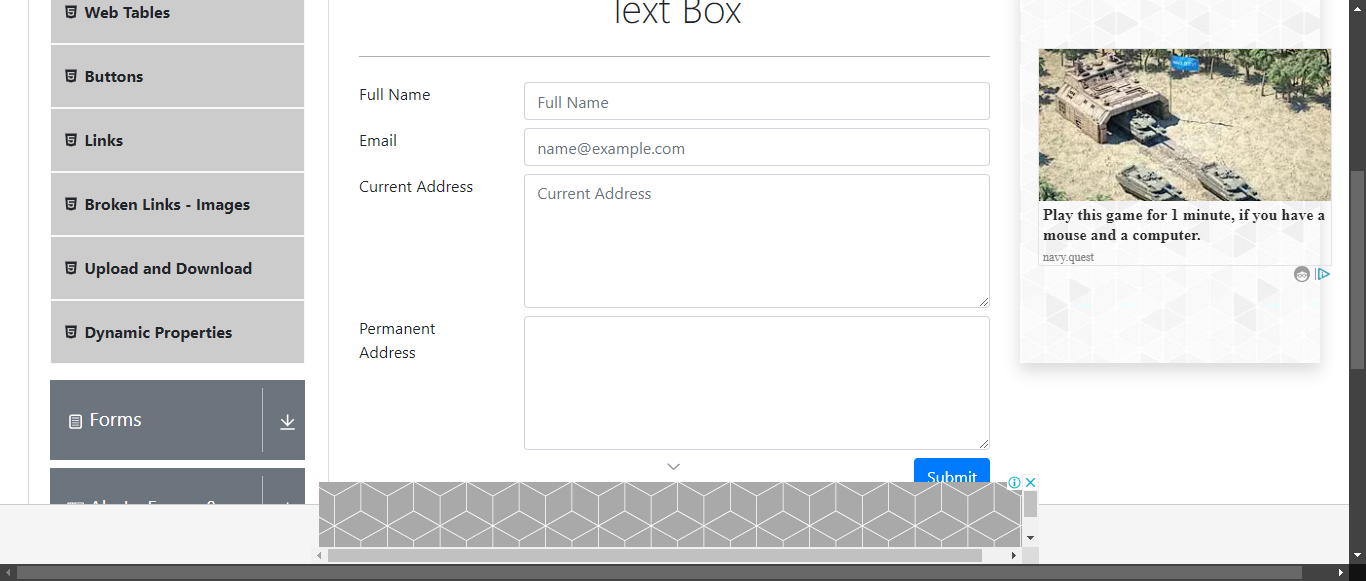 Web Tables
Buttons
Links
Broken Links - Images
Upload and Download
Dynamic Properties
Forms
Text Box
Full Name
Full Name
Email
name@example.com
Current Address
Current Address
Permanent
Address
Submit
Play this game for 1 minute, if you have a
mouse and a computer.
navy.quest